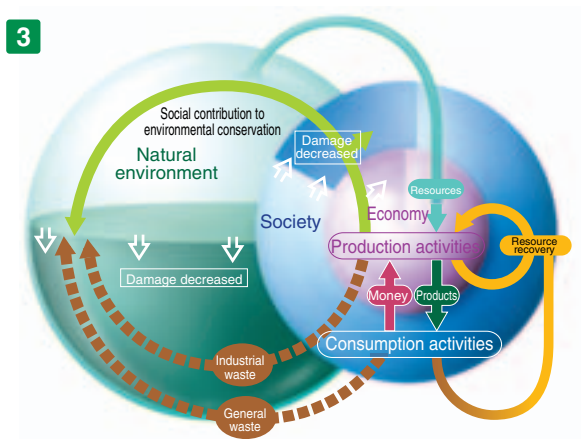 3
Social contribution to
environmental conservation
Natural
environment
Damage
decreased
Resources
Society
Economy
Production activities
Resource
recovery
Damage decreased
Money
Products
Consumption activities
Industrial
waste
General
waste